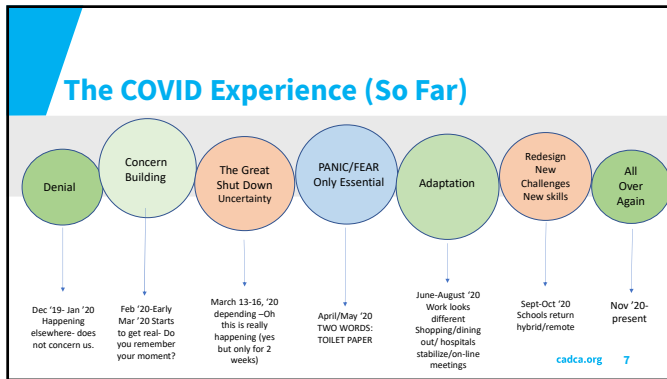 The COVID Experience (So Far)
Denial
Concern
Building
The Great
Shut Down
Uncertainty
PANIC/FEAR
Only Essential
Adaptation
Redesign
New
Challenges
New skills
All
Over
Again
Dec ‘19- Jan ’20
Happening
elsewhere- does
not concern us.
Feb ‘20-Early
Mar ’20 Starts
to get real- Do
you remember
your moment?
March 13-16, ‘20
depending –Oh
this is really
happening (yes
but only for 2
weeks)
April/May ’20
TWO WORDS:
TOILET PAPER
June-August ‘20
Work looks
different
Shopping/dining
out/ hospitals
stabilize/on-line
meetings
Sept-Oct ‘20
Schools return
hybrid/remote
Nov ’20-
present
cadca.org 7